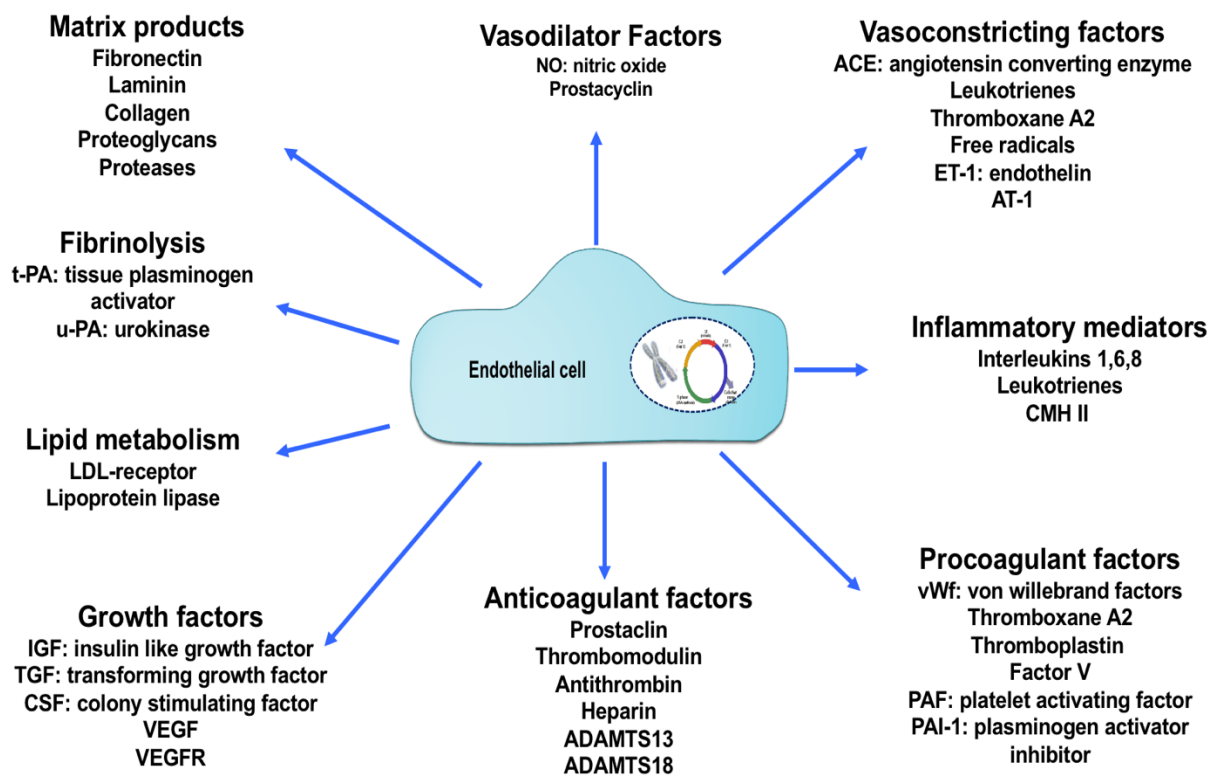 Matrix products
Fibronectin
Laminin
Collagen
Proteoglycans
Proteases
Vasodilator Factors
NO: nitric oxide
Prostacyclin
Vasoconstricting factors
ACE: angiotensin converting enzyme
Leukotrienes
Thromboxane A2
Free radicals
ET-1: endothelin
AT-1
Fibrinolysis
t-PA: tissue plasminogen
activator
u-PA: urokinase
Endothelial cell
Inflammatory mediators
Interleukins 1,6,8
Leukotrienes
CMH II
Lipid metabolism
LDL-receptor
Lipoprotein lipase
Growth factors
IGF: insulin like growth factor
TGF: transforming growth factor
CSF: colony stimulating factor
VEGF
VEGFR
Anticoagulant factors
Prostaclin
Thrombomodulin
Antithrombin
Heparin
ADAMTS13
ADAMTS18
Procoagulant factors
vWf: von willebrand factors
Thromboxane A2
Thromboplastin
Factor V
PAF: platelet activating factor
PAI-1: plasminogen activator
inhibitor